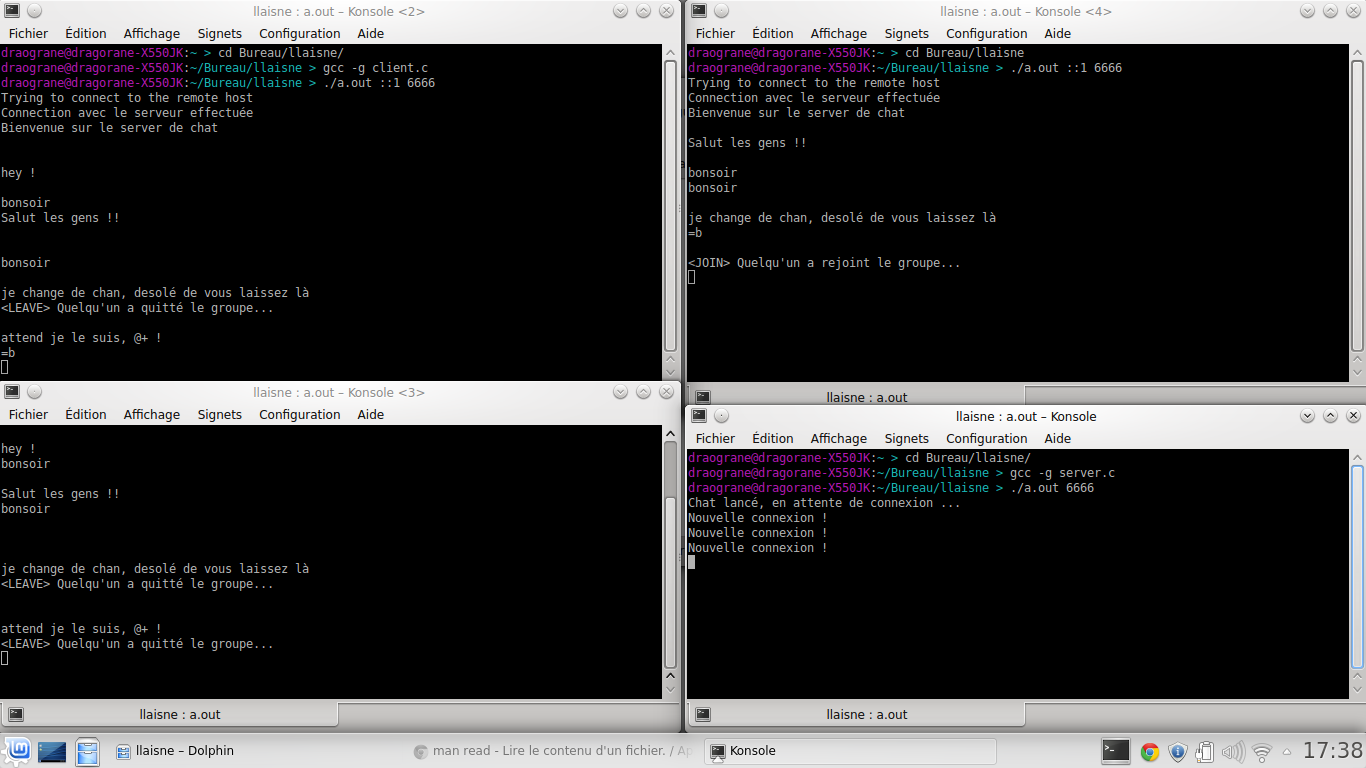 llaisne : a.out – Konsole <2>
Fichier Édition Affichage Signets Configuration Aide
draograne@dragorane-X550JK:~ > cd Bureau/llaisne/
draograne@dragorane-X550JK:~/Bureau/llaisne > gcc -g client.c
draograne@dragorane-X550JK:~/Bureau/llaisne > ./a.out ::1 6666
Trying to connect to the remote host
Connection avec le serveur effectuée
Bienvenue sur le server de chat
hey !
bonsoir
Salut les gens !!
bonsoir
je change de chan, desolé de vous laissez là
<LEAVE> Quelqu'un a quitté le groupe...
attend je le suis, @+ !
=b
llaisne : a.out – Konsole <4>
Fichier Édition Affichage Signets Configuration Aide
draograne@dragorane-X550JK:~ > cd Bureau/llaisne
draograne@dragorane-X550JK:~/Bureau/llaisne > ./a.out ::1 6666
Trying to connect to the remote host
Connection avec le serveur effectuée
Bienvenue sur le server de chat
Salut les gens !!
bonsoir
bonsoir
je change de chan, desolé de vous laissez là
=b
<JOIN> Quelqu'un a rejoint le groupe...
llaisne : a.out
llaisne : a.out – Konsole <3>
Fichier Édition Affichage Signets Configuration Aide
hey !
bonsoir
Salut les gens !!
bonsoir
je change de chan, desolé de vous laissez là
<LEAVE> Quelqu'un a quitté le groupe...
attend je le suis, @+ !
<LEAVE> Quelqu'un a quitté le groupe...
llaisne : a.out
llaisne : a.out – Konsole
Fichier Édition Affichage Signets Configuration Aide
draograne@dragorane-X550JK:~ > cd Bureau/llaisne/
draograne@dragorane-X550JK:~/Bureau/llaisne > gcc -g server.c
draograne@dragorane-X550JK:~/Bureau/llaisne > ./a.out 6666
Chat lancé, en attente de connexion ...
Nouvelle connexion !
Nouvelle connexion !
Nouvelle connexion !
llaisne : a.out
llaisne – Dolphin
man read - Lire le contenu d'un fichier. / Ap
Konsole
17:38